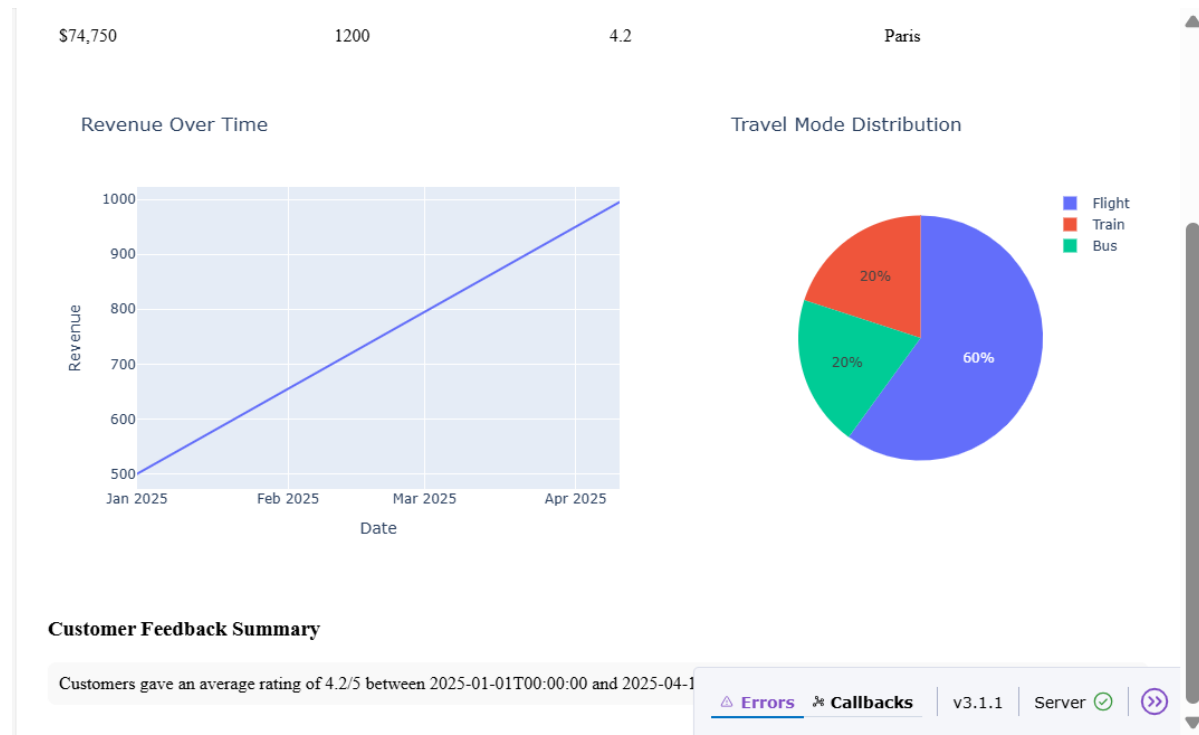 $74,750 1200 4.2 Paris
Revenue Over Time
Travel Mode Distribution
1000
900
800
700
600
500
Revenue
Jan 2025 Feb 2025 Mar 2025 Apr 2025
Date
Flight
Train
Bus
20%
20%
60%
Customer Feedback Summary
Customers gave an average rating of 4.2/5 between 2025-01-01T00:00:00 and 2025-04-1
Errors Callbacks v3.1.1 Server